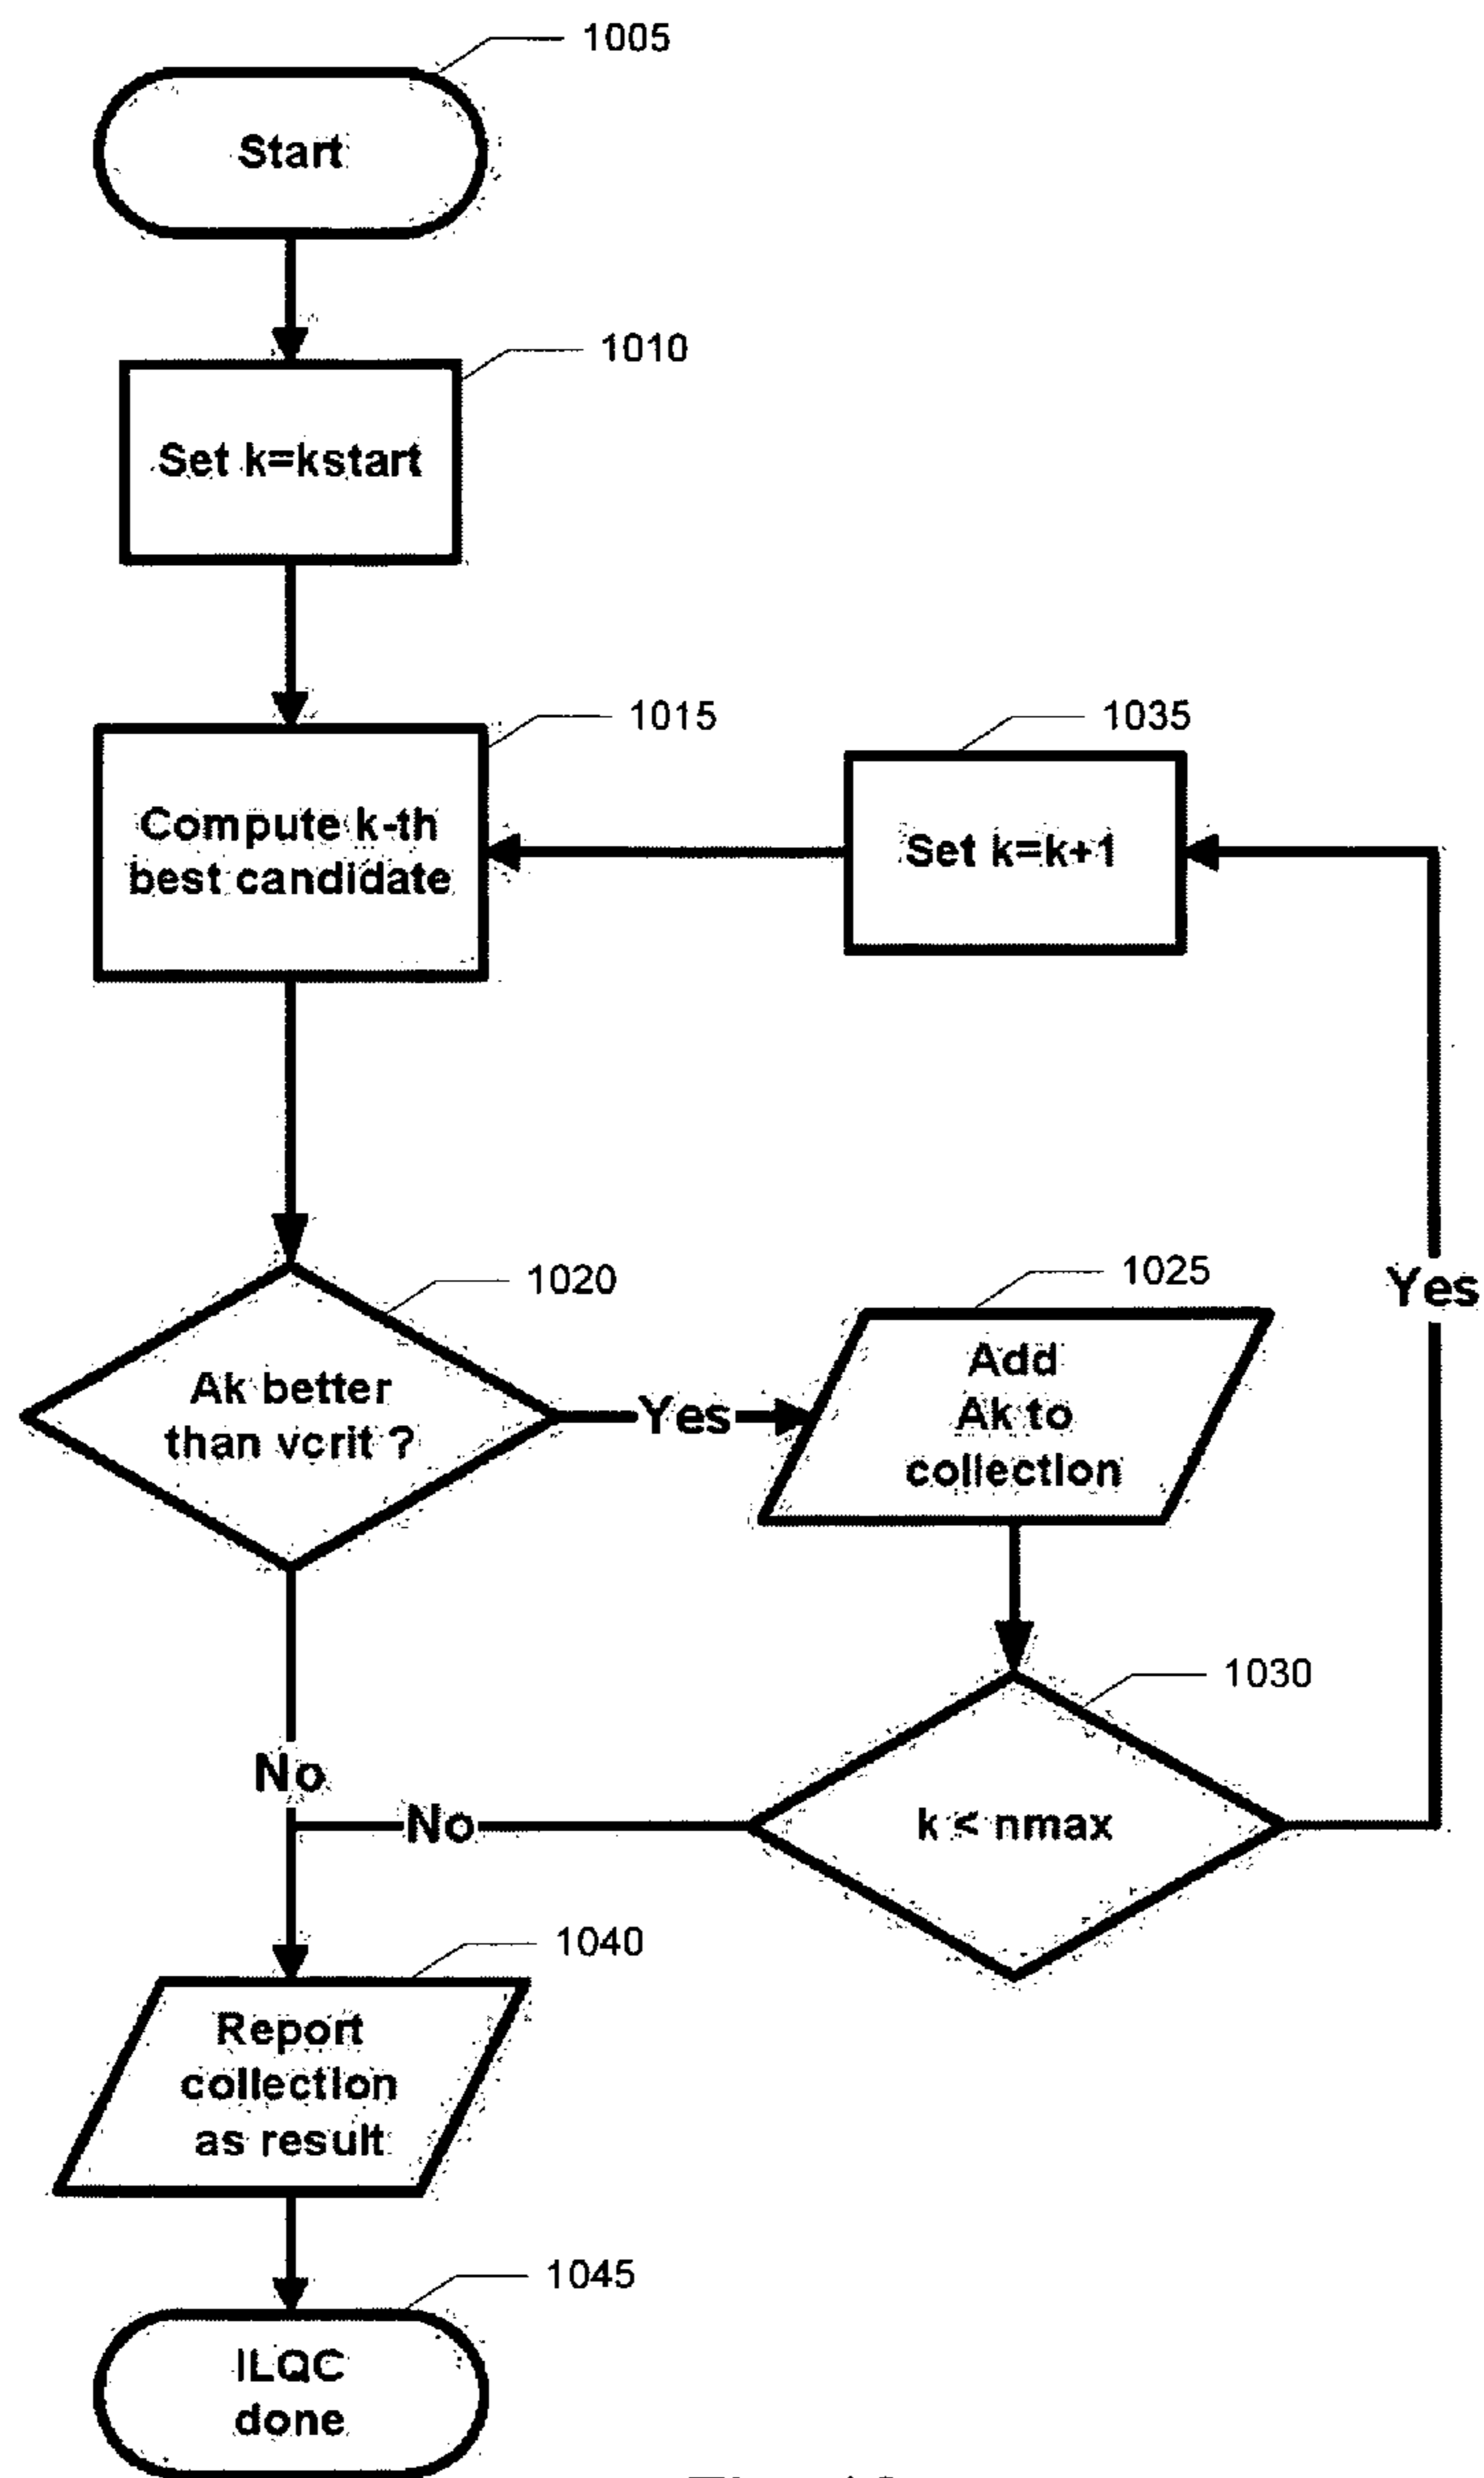 1005
Start
1010
Set k=kstart
1015
Compute k-th
best candidate
1035
Set k=k+1
1020
Ak better
than vcrit ?
Yes
1025
Add
Ak to
collection
Yes
1030
k < nmax
No
No
1040
Report
collection
as result
1045
ILQC
done